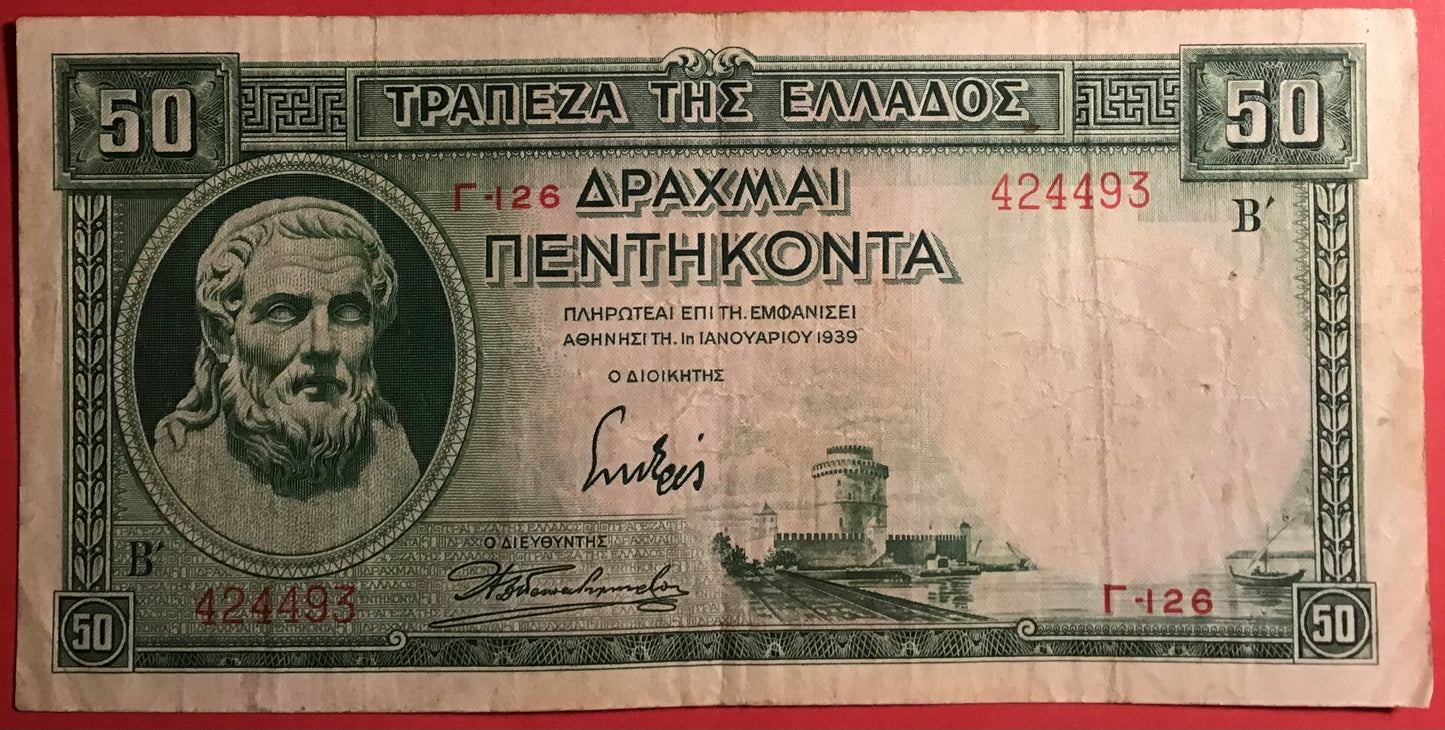 50 ΤΡΑΠΕΖΑ ΤΗΣ ΕΛΛΑΔΟΣ 50
Γ-126 ΔΡΑΧΜΑΙ 424493
Β′
ΠΕΝΤΗΚΟΝΤΑ
ΠΛΗΡΩΤΕΑΙ ΕΠΙ ΤΗ. ΕΜΦΑΝΙΣΕΙ
ΑΘΗΝΗΣΙ ΤΗ. 1η ΙΑΝΟΥΑΡΙΟΥ 1939
Ο ΔΙΟΙΚΗΤΗΣ
Ο ΔΙΕΥΘΥΝΤΗΣ
Β′
424493
Γ-126
50 50